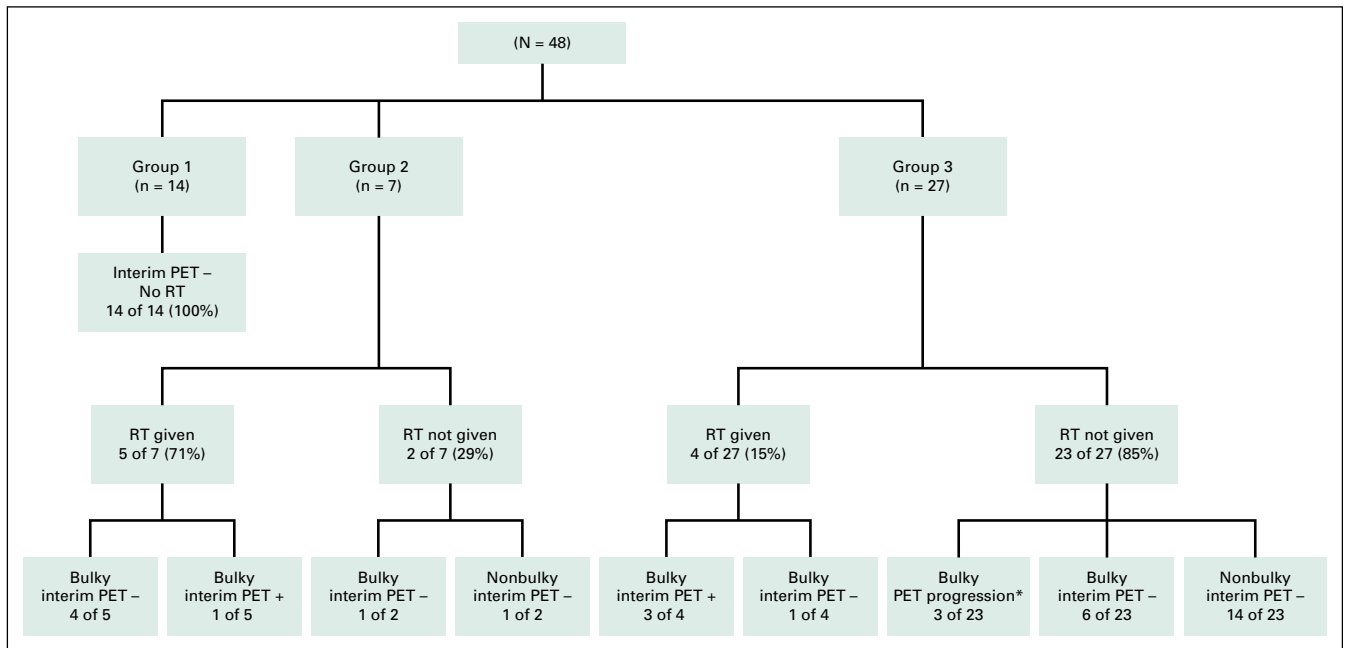 (N = 48)
Group 1
(n = 14)
Group 2
(n = 7)
Group 3
(n = 27)
Interim PET –
No RT
14 of 14 (100%)
RT given
5 of 7 (71%)
RT not given
2 of 7 (29%)
RT given
4 of 27 (15%)
RT not given
23 of 27 (85%)
Bulky
interim PET –
4 of 5
Bulky
interim PET +
1 of 5
Bulky
interim PET –
1 of 2
Nonbulky
interim PET –
1 of 2
Bulky
interim PET +
3 of 4
Bulky
interim PET –
1 of 4
Bulky
PET progression*
3 of 23
Bulky
interim PET –
6 of 23
Nonbulky
interim PET –
14 of 23